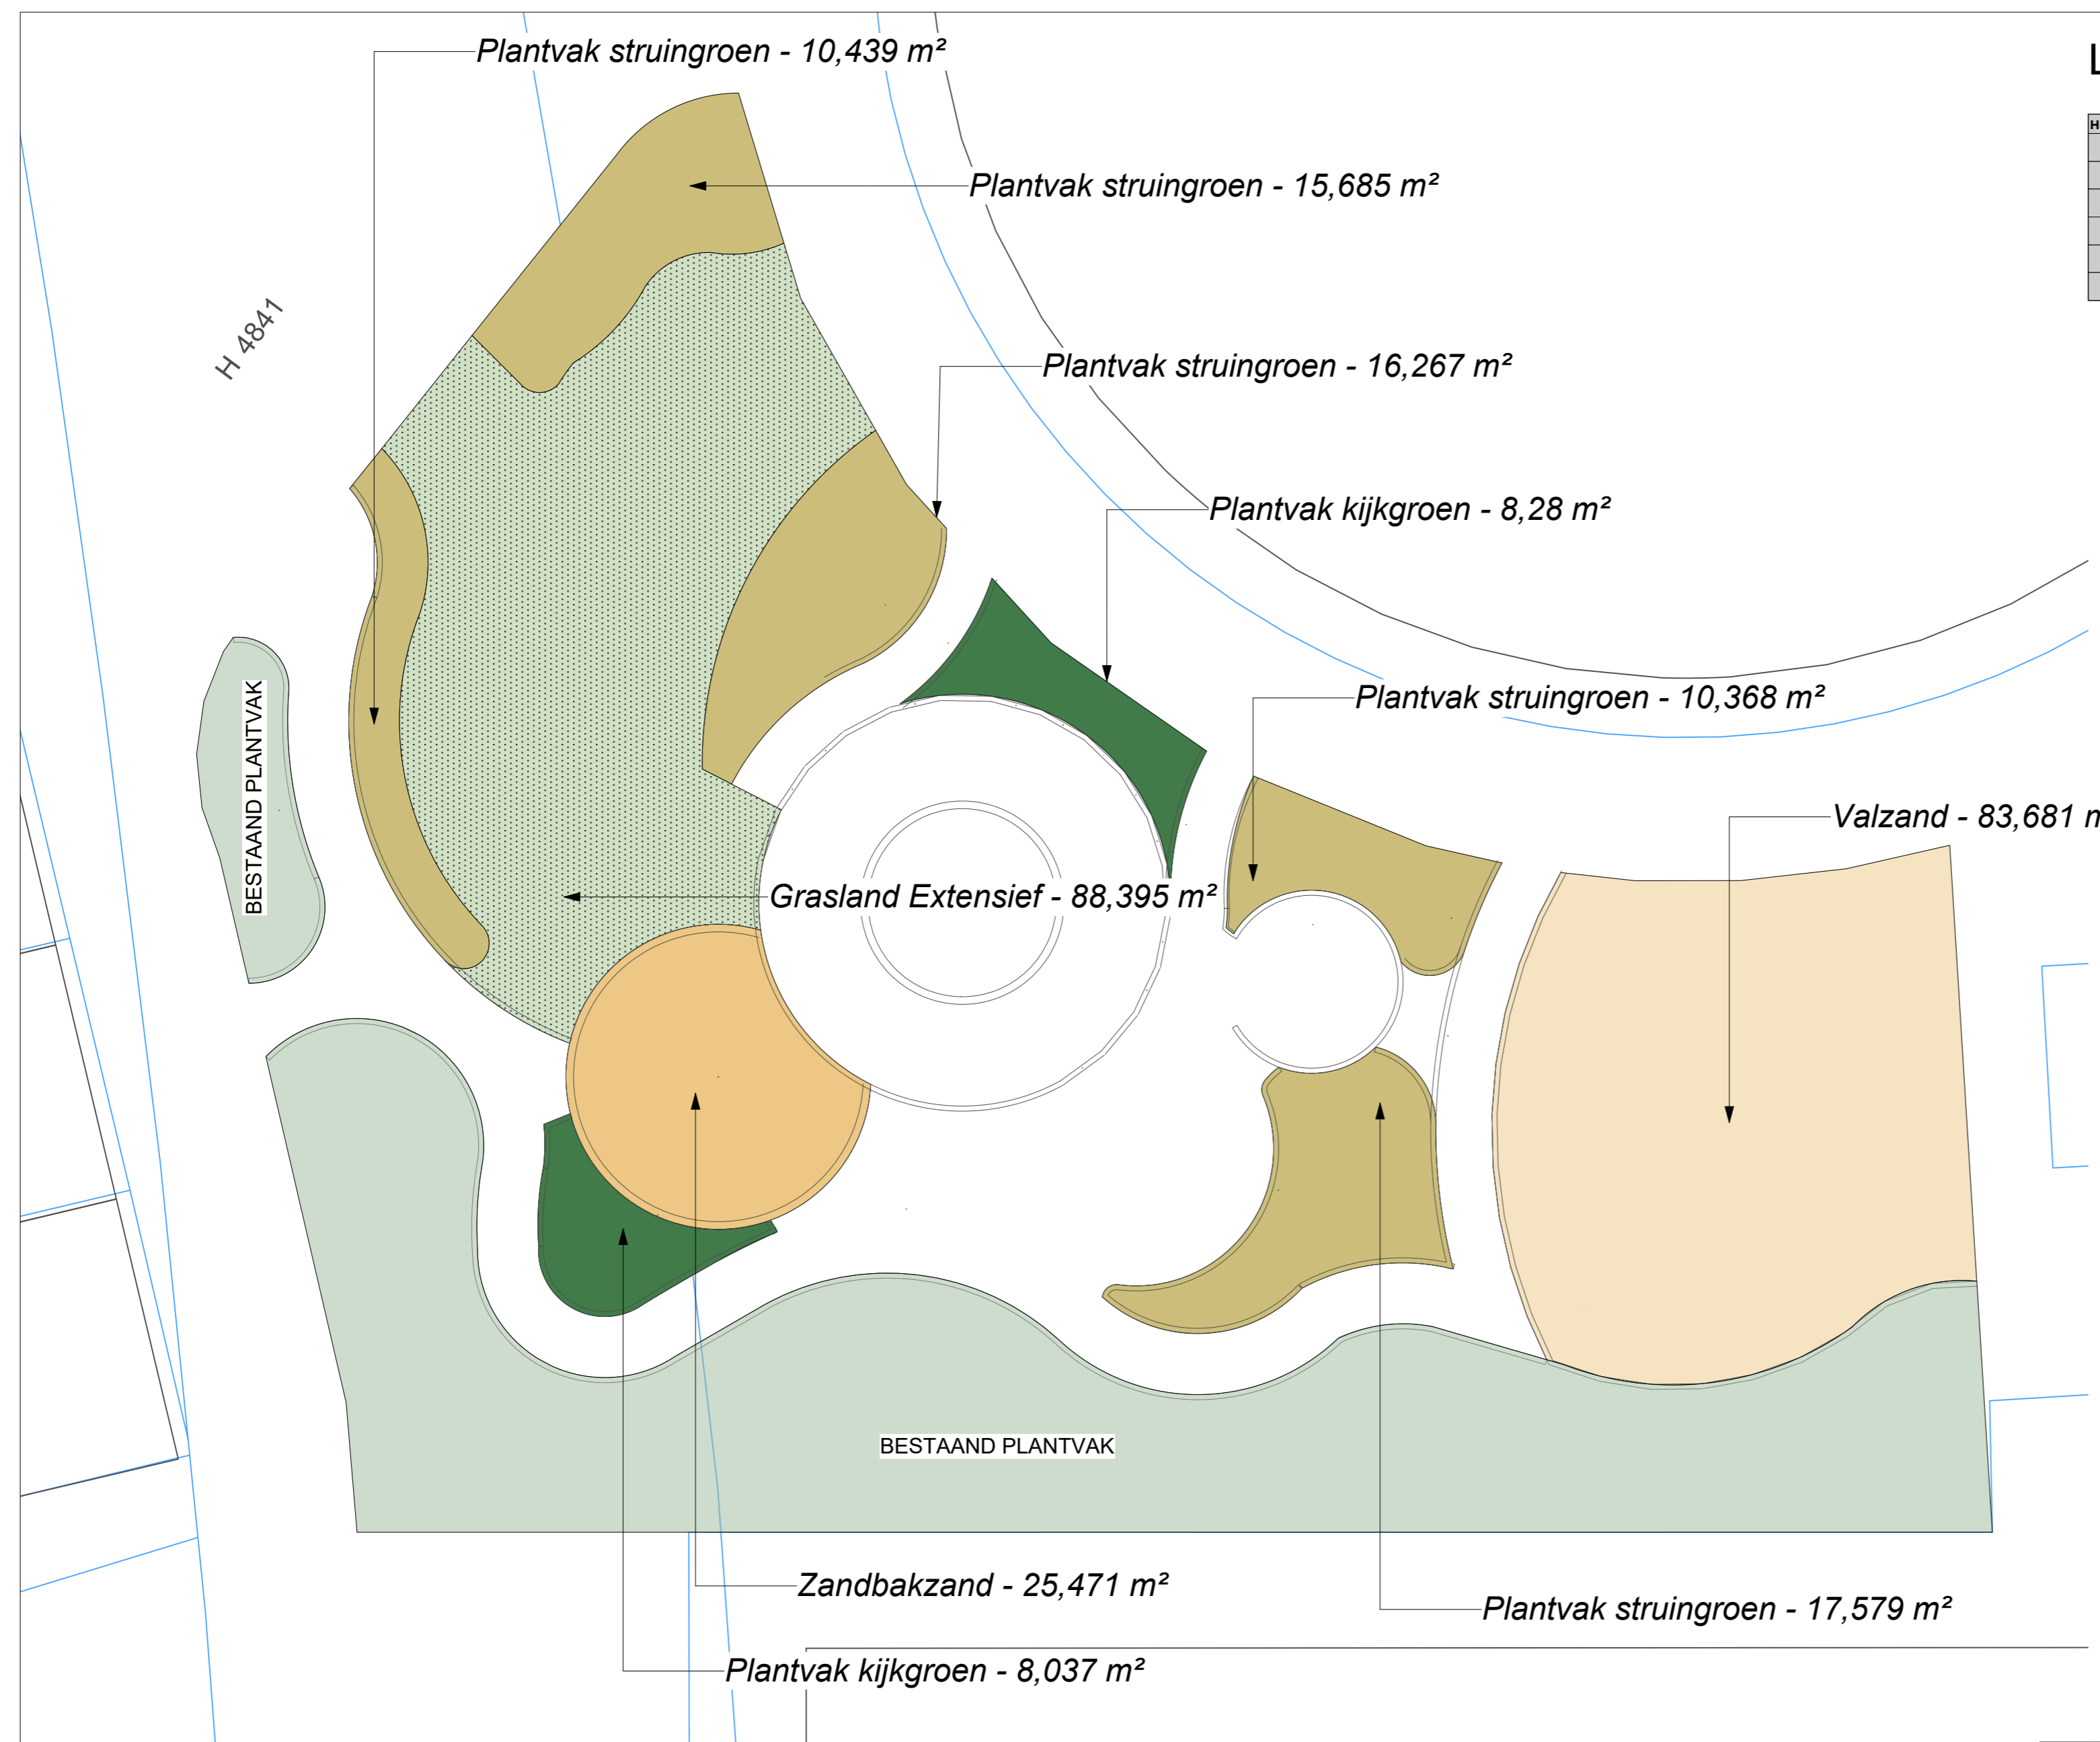 Plantvak struingroen - 10,439 m²
L
H
Plantvak struingroen - 15,685 m²
H 4841
Plantvak struingroen - 16,267 m²
Plantvak kijkgroen - 8,28 m²
BESTAAND PLANTVAK
Plantvak struingroen - 10,368 m²
Valzand - 83,681 m
Grasland Extensief - 88,395 m²
BESTAAND PLANTVAK
Zandbakzand - 25,471 m²
Plantvak struingroen - 17,579 m²
Plantvak kijkgroen - 8,037 m²